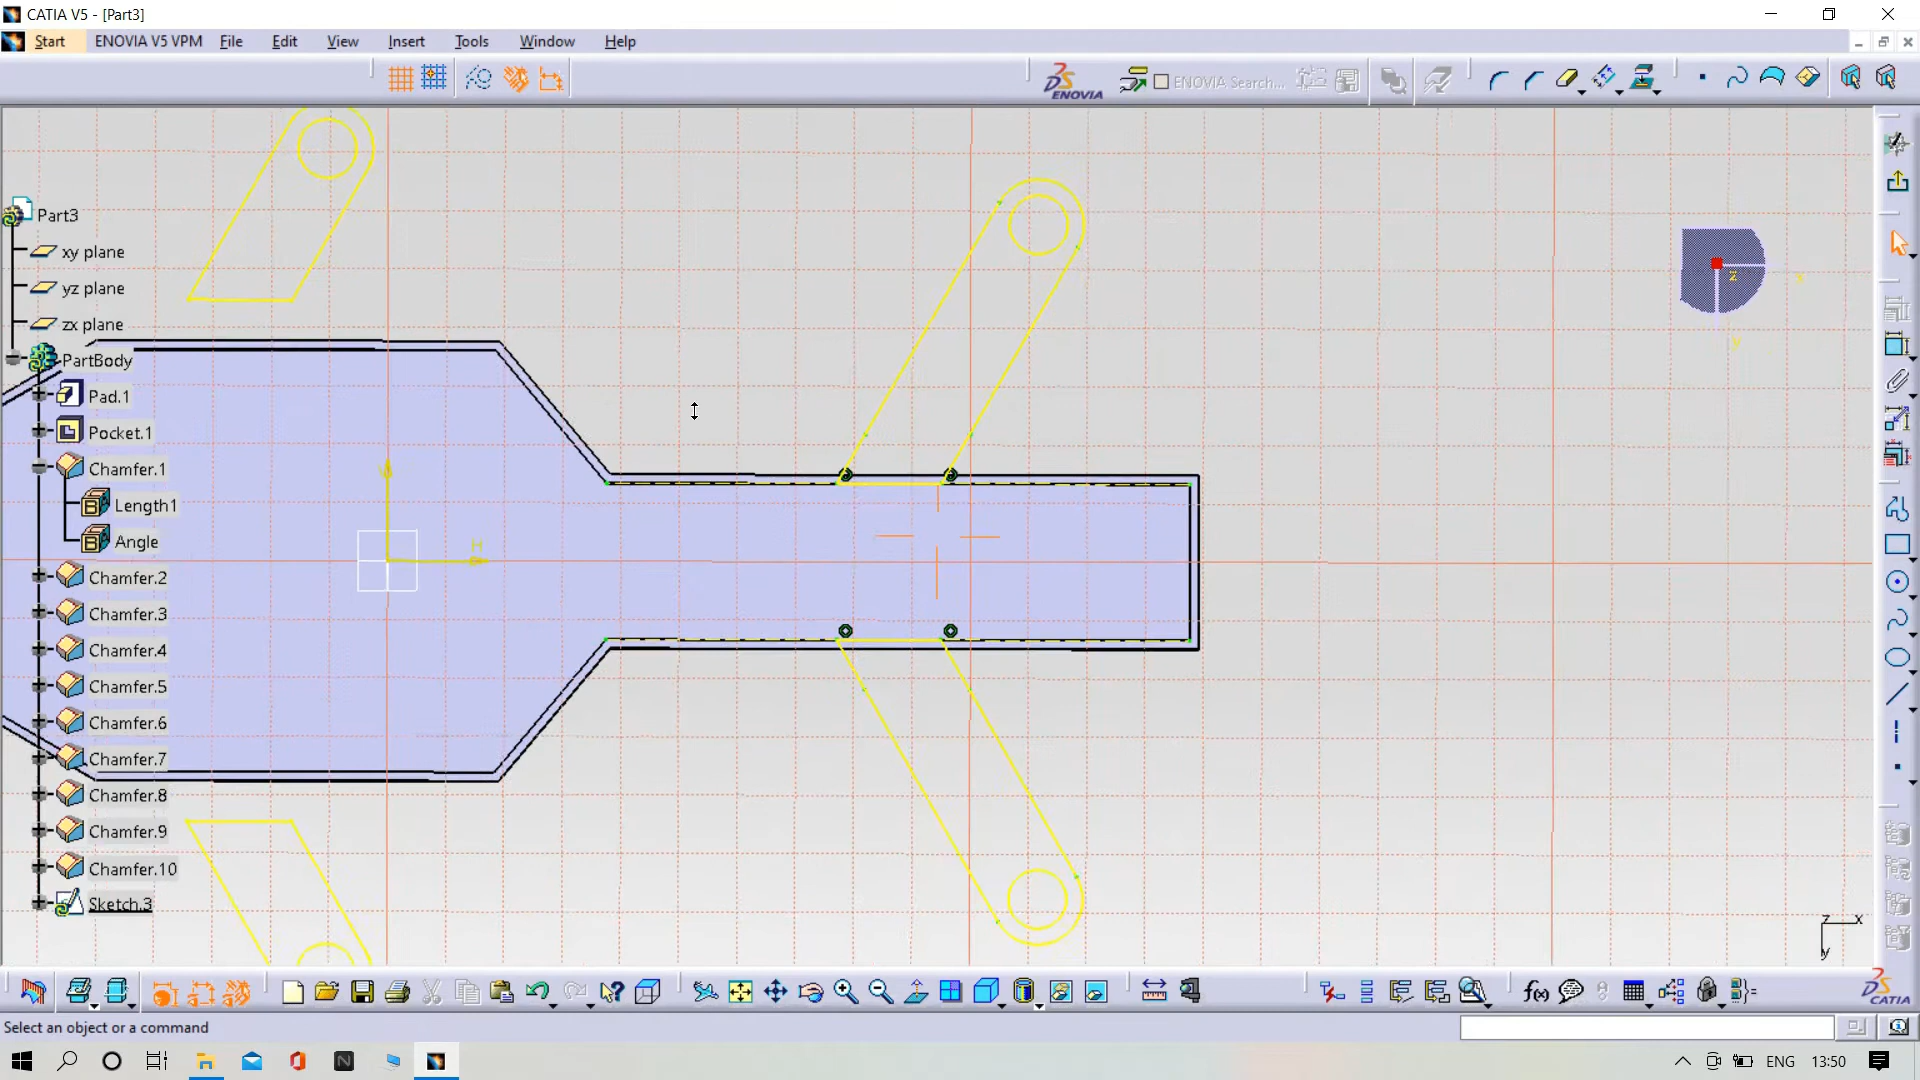 CATIA V5 - [Part3]
Start ENOVIA V5 VPM File Edit View Insert Tools Window Help
ENOVIA ENOVIA Search...
Part3
xy plane
yz plane
zx plane
PartBody
Pad.1
Pocket.1
Chamfer.1
Length1
Angle
Chamfer.2
Chamfer.3
Chamfer.4
Chamfer.5
Chamfer.6
Chamfer.7
Chamfer.8
Chamfer.9
Chamfer.10
Sketch.3
H
z
y
z x
y
f(x)
CATIA
Select an object or a command
ENG 13:50